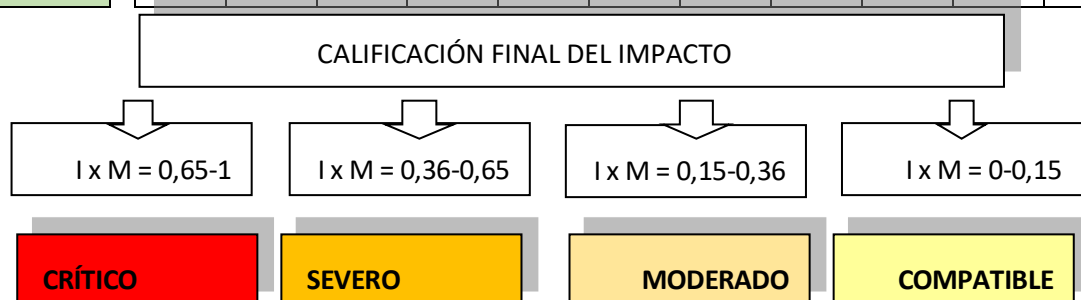 CALIFICACIÓN FINAL DEL IMPACTO
I x M = 0,65-1
I x M = 0,36-0,65
I x M = 0,15-0,36
I x M = 0-0,15
CRÍTICO
SEVERO
MODERADO
COMPATIBLE